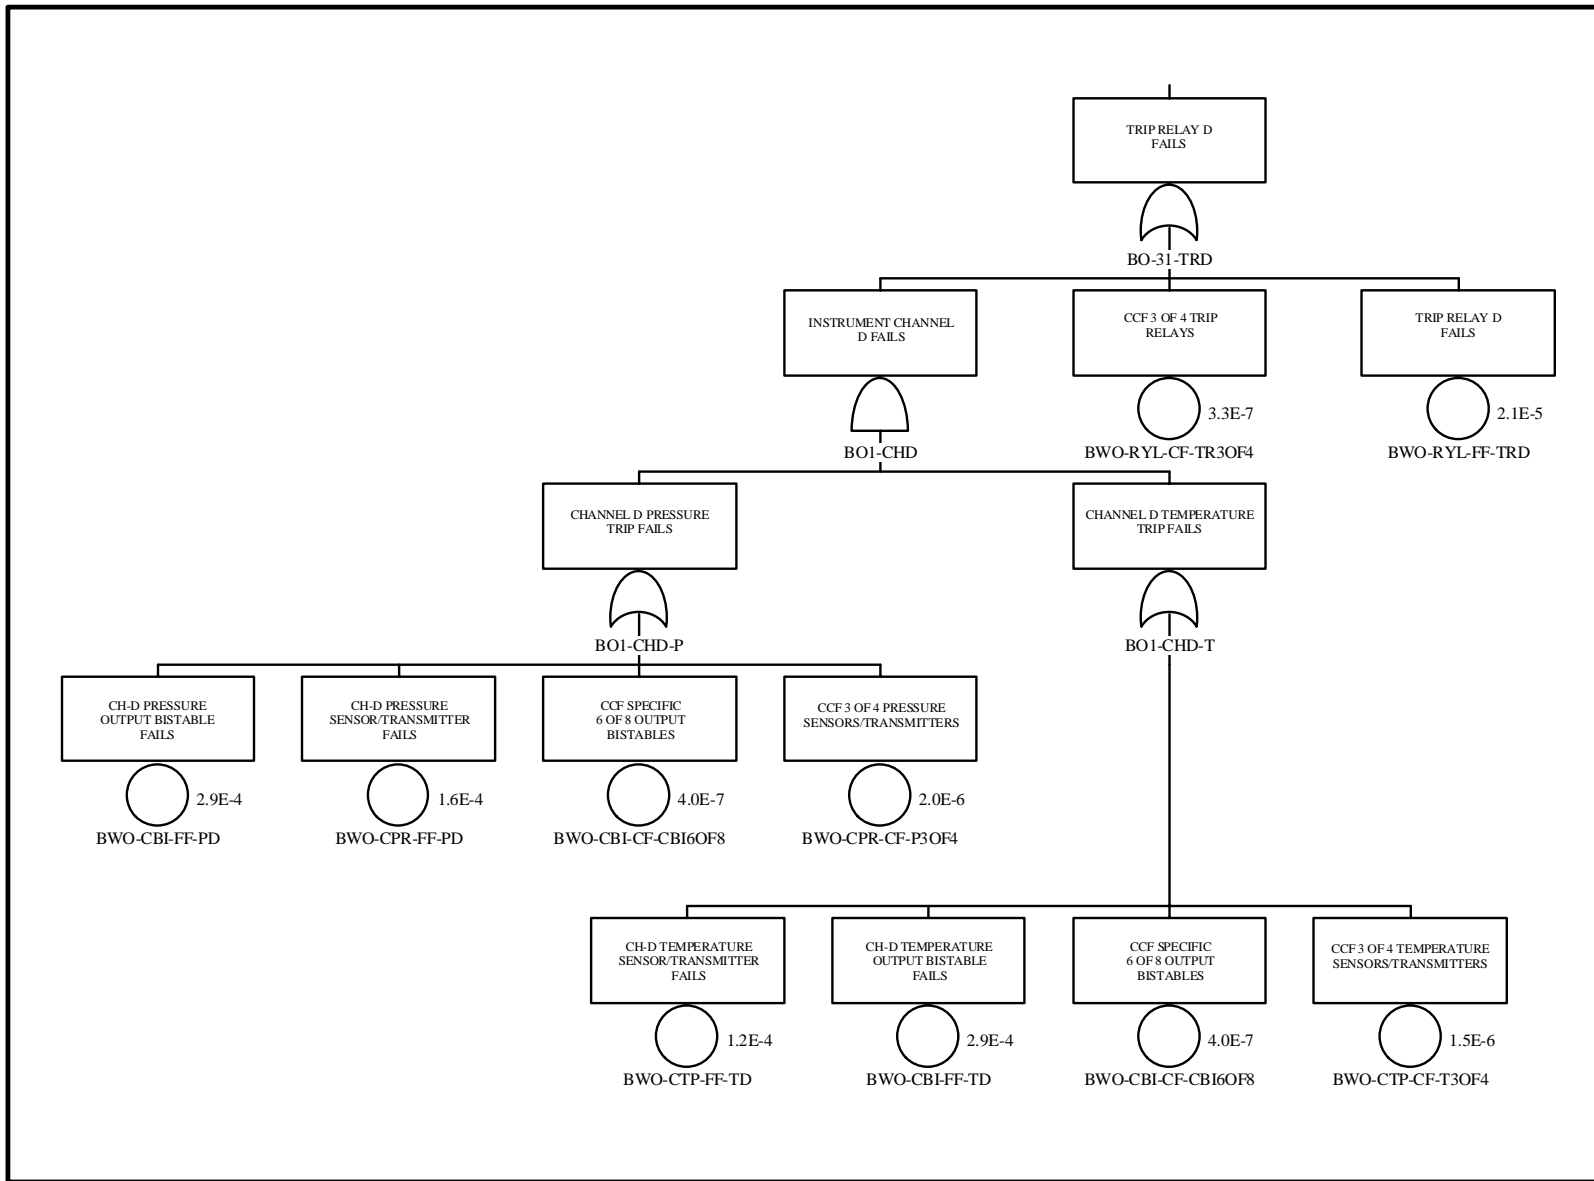 TRIP RELAY D
FAILS
BO-31-TRD
INSTRUMENT CHANNEL
D FAILS
BO1-CHD
CCF 3 OF 4 TRIP
RELAYS
3.3E-7
BWO-RYL-CF-TR3OF4
TRIP RELAY D
FAILS
2.1E-5
BWO-RYL-FF-TRD
CHANNEL D PRESSURE
TRIP FAILS
BO1-CHD-P
CHANNEL D TEMPERATURE
TRIP FAILS
BO1-CHD-T
CH-D PRESSURE
OUTPUT BISTABLE
FAILS
2.9E-4
BWO-CBI-FF-PD
CH-D PRESSURE
SENSOR/TRANSMITTER
FAILS
1.6E-4
BWO-CPR-FF-PD
CCF SPECIFIC
6 OF 8 OUTPUT
BISTABLES
4.0E-7
BWO-CBI-CF-CBI6OF8
CCF 3 OF 4 PRESSURE
SENSORS/TRANSMITTERS
2.0E-6
BWO-CPR-CF-P3OF4
CH-D TEMPERATURE
SENSOR/TRANSMITTER
FAILS
1.2E-4
BWO-CTP-FF-TD
CH-D TEMPERATURE
OUTPUT BISTABLE
FAILS
2.9E-4
BWO-CBI-FF-TD
CCF SPECIFIC
6 OF 8 OUTPUT
BISTABLES
4.0E-7
BWO-CBI-CF-CBI6OF8
CCF 3 OF 4 TEMPERATURE
SENSORS/TRANSMITTERS
1.5E-6
BWO-CTP-CF-T3OF4